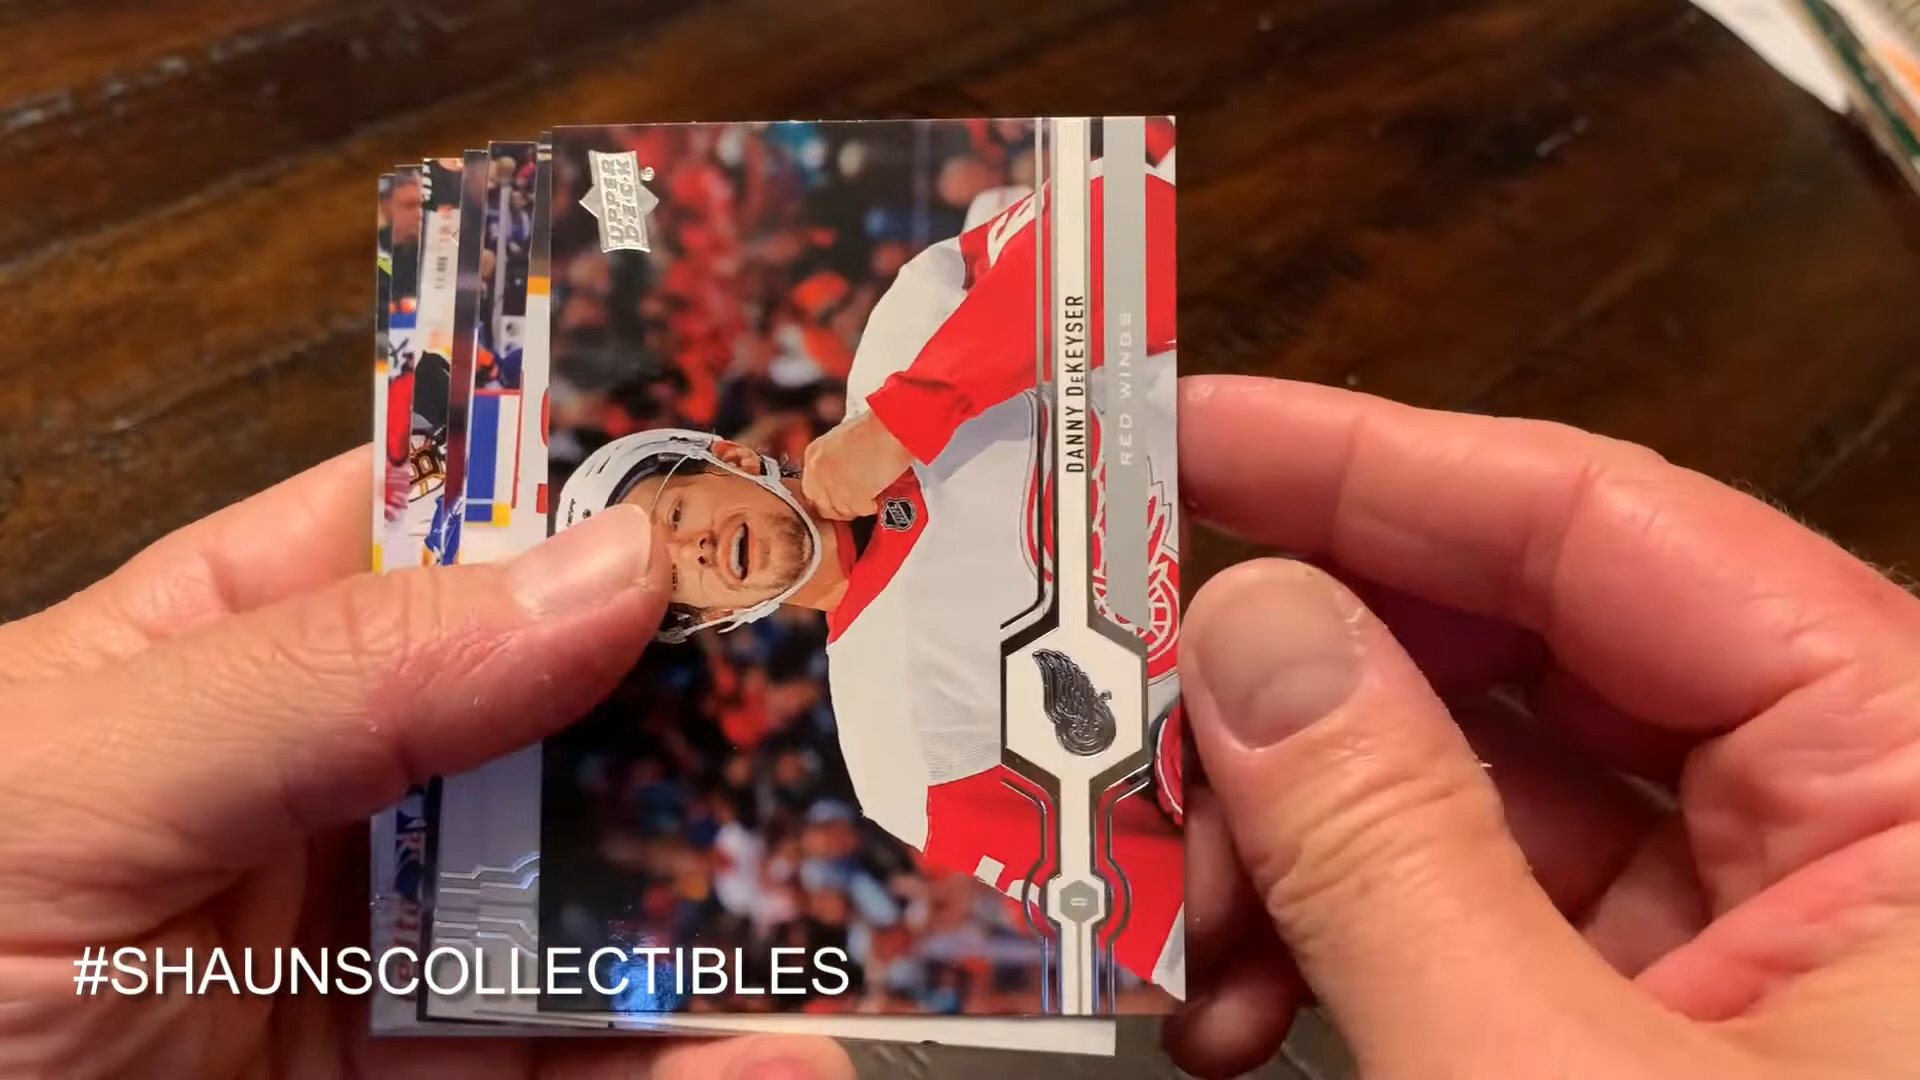 UPPER
DECK
DANNY DEKEYSER
RED WINGS
D
#SHAUNSCOLLECTIBLES